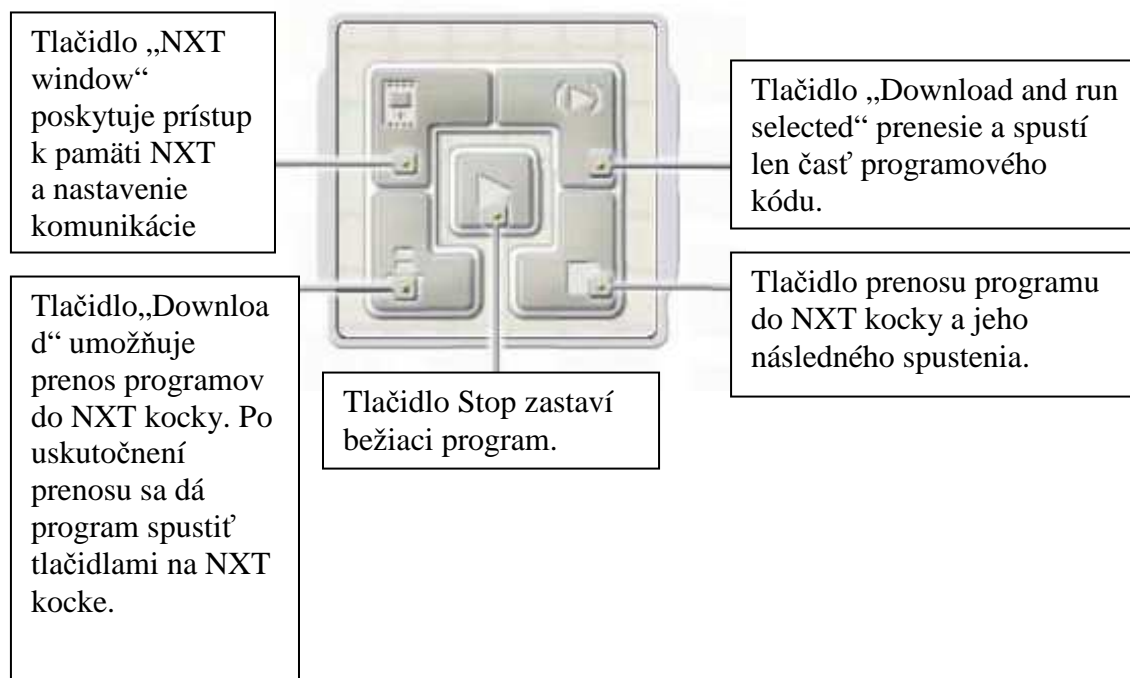 Tlačidlo „NXT
window“
poskytuje prístup
k pamäti NXT
a nastavenie
komunikácie
Tlačidlo „Download and run
selected“ prenesie a spustí
len časť programového
kódu.
Tlačidlo„Downloa
d“ umožňuje
prenos programov
do NXT kocky. Po
uskutočnení
prenosu sa dá
program spustiť
tlačidlami na NXT
kocke.
Tlačidlo Stop zastaví
bežiaci program.
Tlačidlo prenosu programu
do NXT kocky a jeho
následného spustenia.